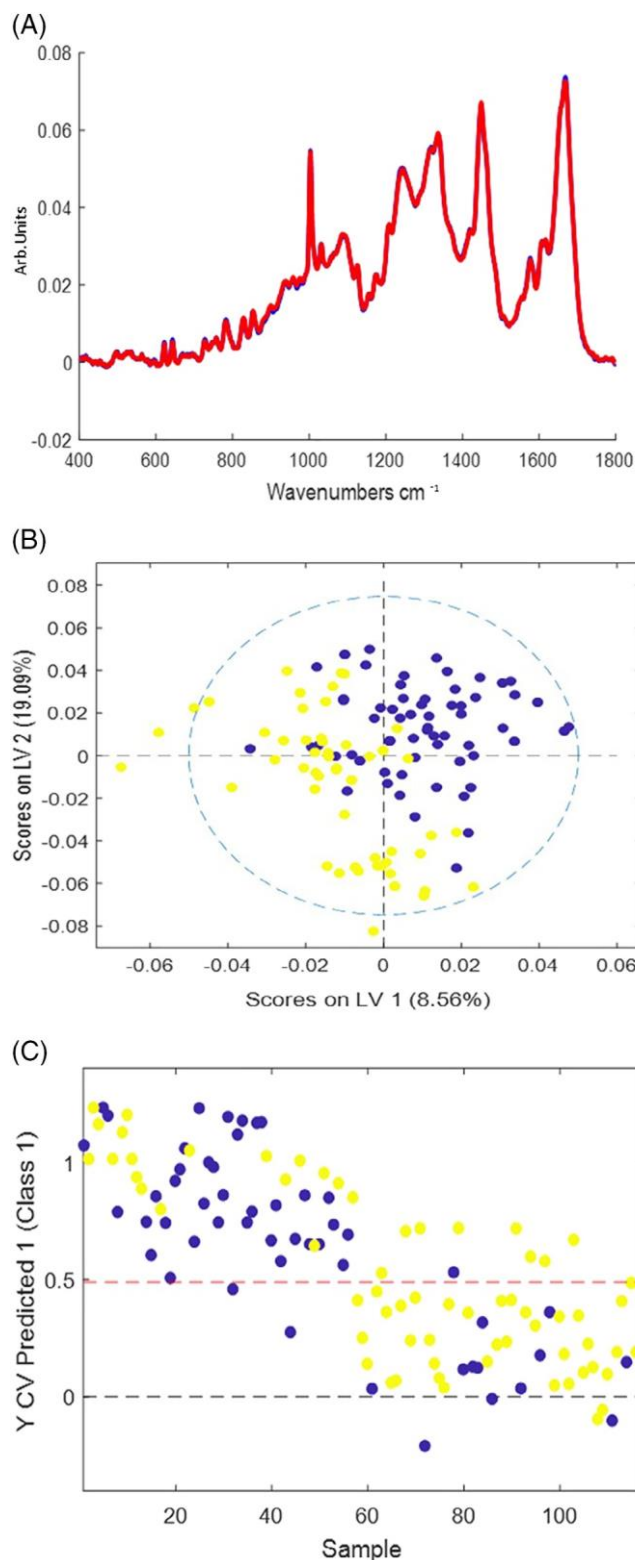 (A)
0.08
0.06
0.04
0.02
0
-0.02
Arb.Units
400 600 800 1000 1200 1400 1600 1800
Wavenumbers cm -1
(B)
0.08
0.06
0.04
0.02
0
-0.02
-0.04
-0.06
-0.08
Scores on LV 2 (19.09%)
-0.06 -0.04 -0.02 0 0.02 0.04 0.06
Scores on LV 1 (8.56%)
(C)
1
0.5
0
Y CV Predicted 1 (Class 1)
20 40 60 80 100
Sample